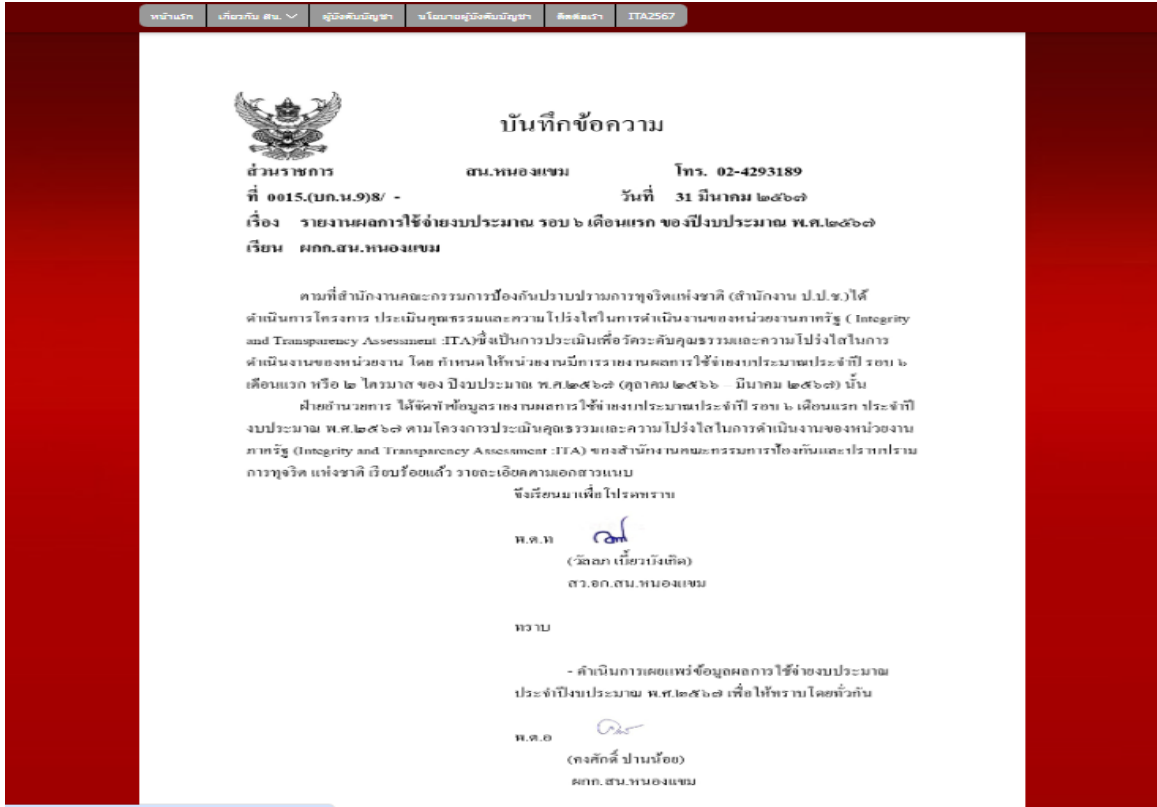 หน้าแรก เกี่ยวกับ สน. ผู้บังคับบัญชา นโยบายผู้บังคับบัญชา ติดต่อเรา ITA2567
บันทึกข้อความ
ส่วนราชการ สน.หนองแขม โทร. 02-4293189
ที่ 0015.(บก.น.9)8/ - วันที่ 31 มีนาคม ๒๕๖๗
เรื่อง รายงานผลการใช้จ่ายงบประมาณ รอบ ๖ เดือนแรก ของปีงบประมาณ พ.ศ.๒๕๖๗
เรียน ผกก.สน.หนองแขม
ตามที่สำนักงานคณะกรรมการป้องกันปราบปรามการทุจริตแห่งชาติ (สำนักงาน ป.ป.ช.)ได้
ดำเนินการโครงการ ประเมินคุณธรรมและความโปร่งใสในการดำเนินงานของหน่วยงานภาครัฐ ( Integrity
and Transparency Assessment :ITA)ซึ่งเป็นการประเมินเพื่อวัดระดับคุณธรรมและความโปร่งใสในการ
ดำเนินงานของหน่วยงาน โดย กำหนดให้หน่วยงานมีการรายงานผลการใช้จ่ายงบประมาณประจำปี รอบ ๖
เดือนแรก หรือ ๒ ไตรมาส ของ ปีงบประมาณ พ.ศ.๒๕๖๗ (ตุลาคม ๒๕๖๖ – มีนาคม ๒๕๖๗) นั้น
ฝ่ายอำนวยการ ได้จัดทำข้อมูลรายงานผลการใช้จ่ายงบประมาณประจำปี รอบ ๖ เดือนแรก ประจำปี
งบประมาณ พ.ศ.๒๕๖๗ ตามโครงการประเมินคุณธรรมและความโปร่งใสในการดำเนินงานของหน่วยงาน
ภาครัฐ (Integrity and Transparency Assessment :ITA) ของสำนักงานคณะกรรมการป้องกันและปราบปราม
การทุจริต แห่งชาติ เรียบร้อยแล้ว รายละเอียดตามเอกสารแนบ
จึงเรียนมาเพื่อโปรดทราบ
พ.ต.ท
(วัลลภ เนี้ยวบังเกิด)
สว.อก.สน.หนองแขม
ทราบ
- ดำเนินการเผยแพร่ข้อมูลผลการใช้จ่ายงบประมาณ
ประจำปีงบประมาณ พ.ศ.๒๕๖๗ เพื่อให้ทราบโดยทั่วกัน
พ.ต.อ
(คงศักดิ์ ปานน้อย)
ผกก.สน.หนองแขม